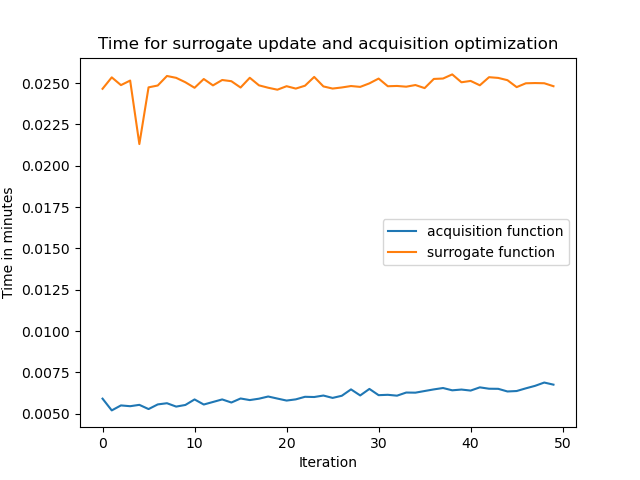 Time for surrogate update and acquisition optimization
0.0250
0.0225
0.0200
0.0175
0.0150
0.0125
0.0100
0.0075
0.0050
Time in minutes
acquisition function
surrogate function
0 10 20 30 40 50
Iteration